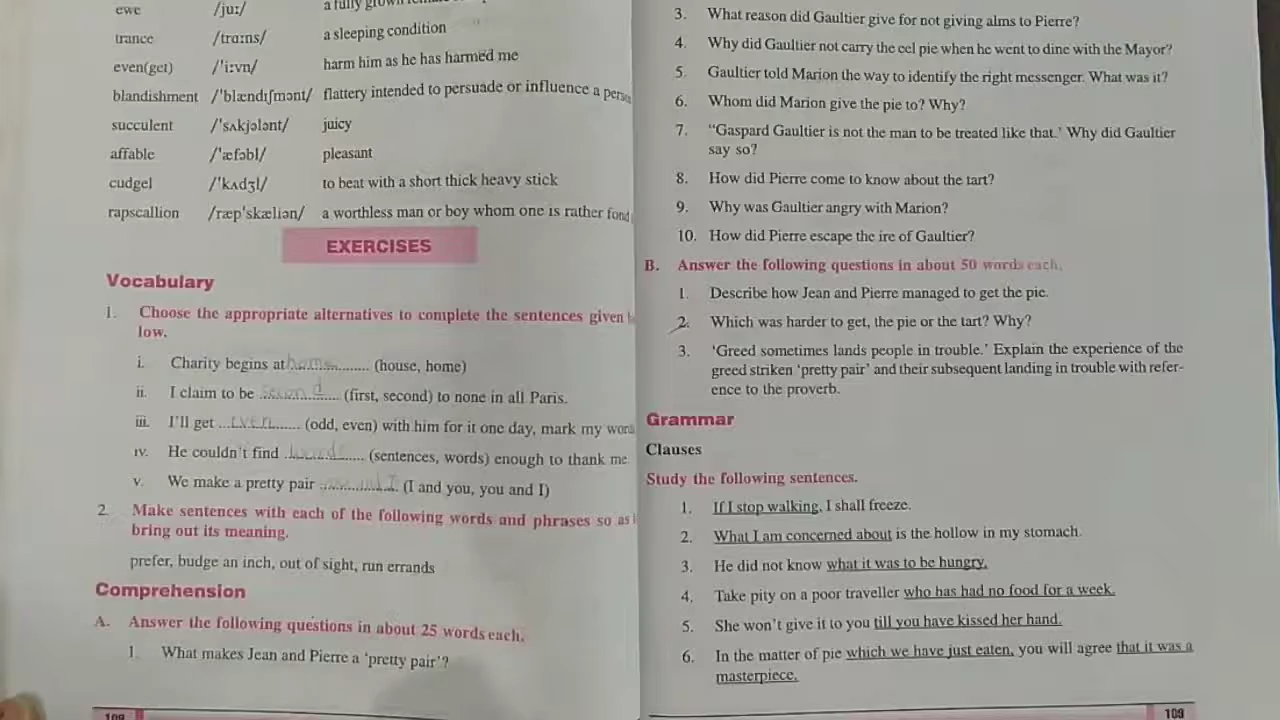 ewe /juː/ a fully grown
trance /trɑːns/ a sleeping condition
even(get) /'iːvn/ harm him as he has harmed me
blandishment /'blændɪʃmənt/ flattery intended to persuade or influence a perso
succulent /'sʌkjələnt/ juicy
affable /'æfəbl/ pleasant
cudgel /'kʌdʒl/ to beat with a short thick heavy stick
rapscallion /ræp'skæliən/ a worthless man or boy whom one is rather fond
EXERCISES
Vocabulary
1. Choose the appropriate alternatives to complete the sentences given
low.
i. Charity begins at home (house, home)
ii. I claim to be second (first, second) to none in all Paris.
iii. I'll get ...even... (odd, even) with him for it one day, mark my word
iv. He couldn't find (sentences, words) enough to thank me
v. We make a pretty pair (I and you, you and I)
2. Make sentences with each of the following words and phrases so as
bring out its meaning.
prefer, budge an inch, out of sight, run errands
Comprehension
A. Answer the following questions in about 25 words each.
1. What makes Jean and Pierre a 'pretty pair'?
109
3. What reason did Gaultier give for not giving alms to Pierre?
4. Why did Gaultier not carry the eel pie when he went to dine with the Mayor?
5. Gaultier told Marion the way to identify the right messenger. What was it?
6. Whom did Marion give the pie to? Why?
7. "Gaspard Gaultier is not the man to be treated like that.' Why did Gaultier
say so?
8. How did Pierre come to know about the tart?
9. Why was Gaultier angry with Marion?
10. How did Pierre escape the ire of Gaultier?
B. Answer the following questions in about 50 words each.
1. Describe how Jean and Pierre managed to get the pie.
2. Which was harder to get, the pie or the tart? Why?
3. 'Greed sometimes lands people in trouble.' Explain the experience of the
greed striken 'pretty pair' and their subsequent landing in trouble with refer-
ence to the proverb.
Grammar
Clauses
Study the following sentences.
1. If I stop walking, I shall freeze.
2. What I am concerned about is the hollow in my stomach.
3. He did not know what it was to be hungry.
4. Take pity on a poor traveller who has had no food for a week.
5. She won't give it to you till you have kissed her hand.
6. In the matter of pie which we have just eaten, you will agree that it was a
masterpiece.
109